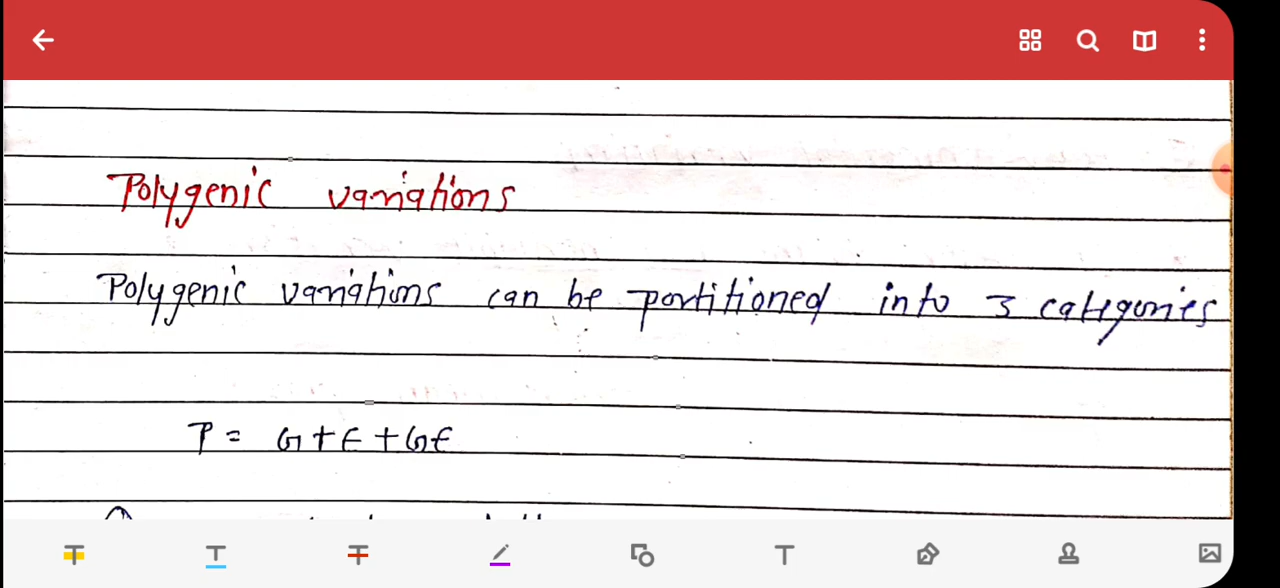 Polygenic variations
Polygenic variations can be partitioned into 3 categories
P = G+E+GE